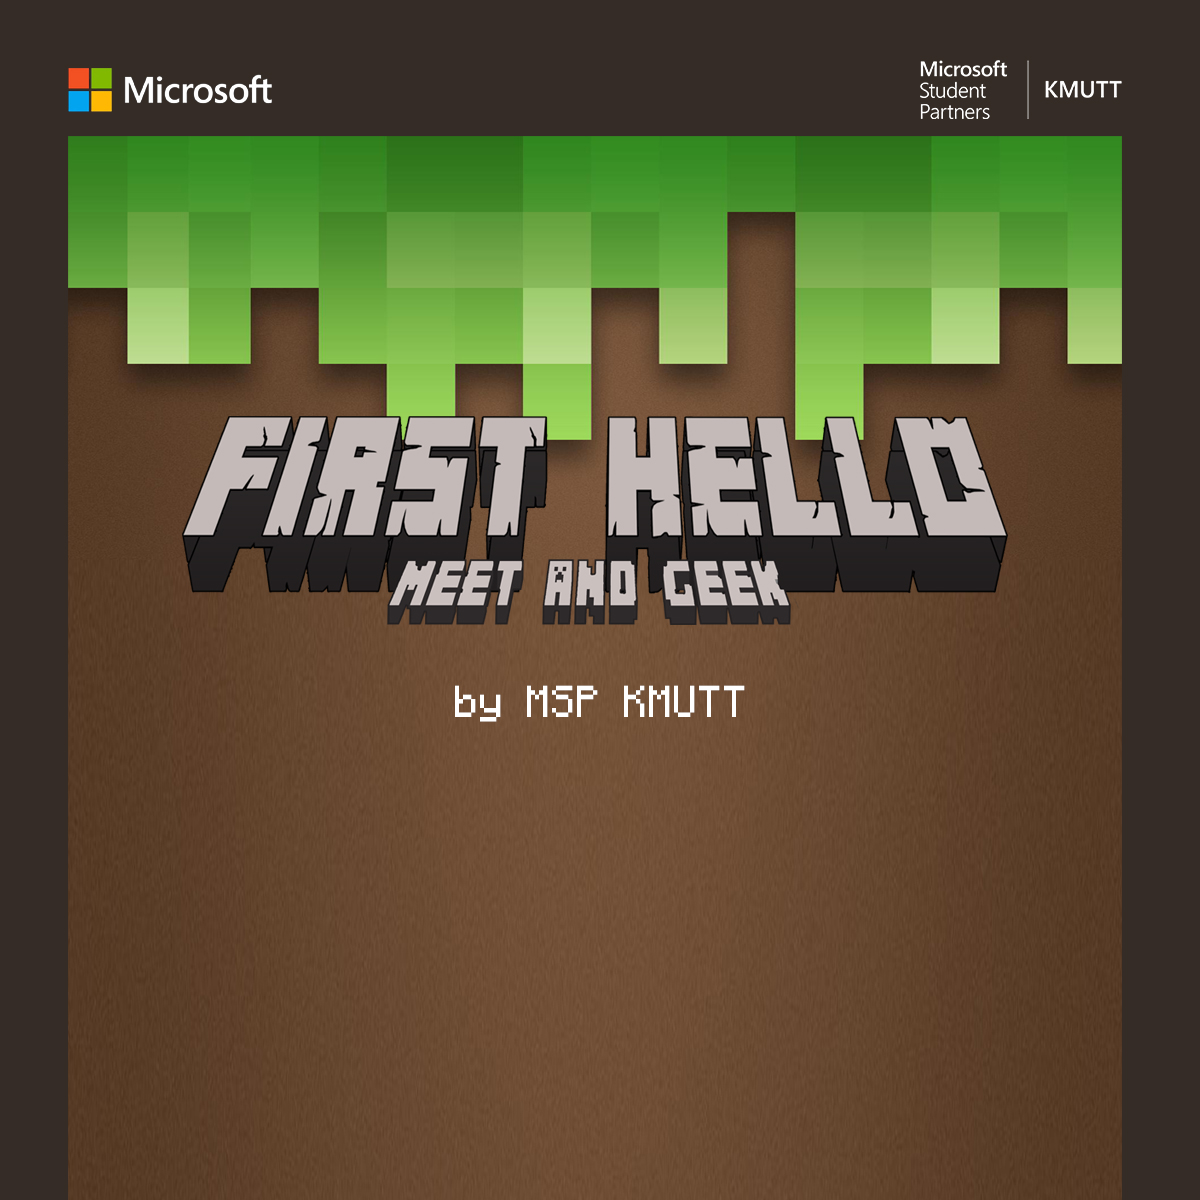 Microsoft
Microsoft
Student
Partners
KMUTT
FIRST HELLO
MEET AND GEEK
by MSP KMUTT